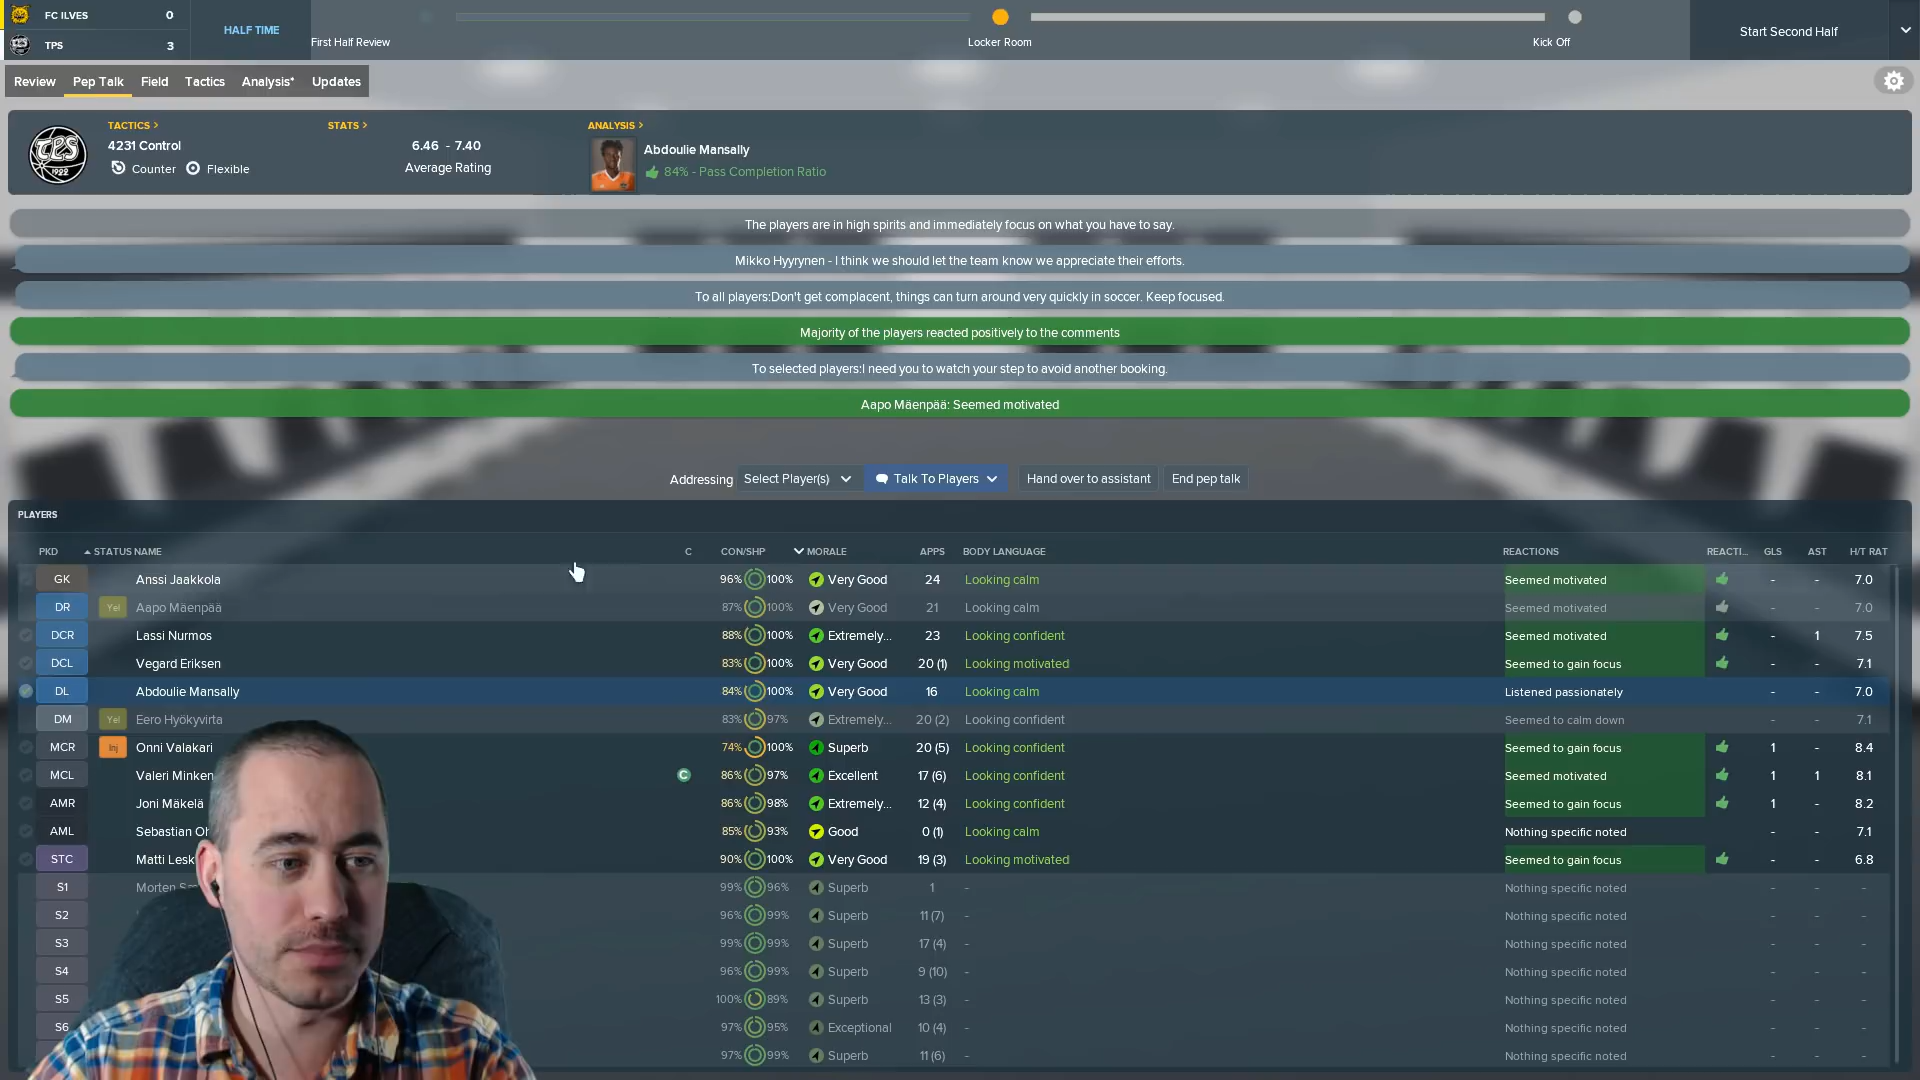 FC ILVES 0
TPS 3
HALF TIME
First Half Review
Locker Room
Kick Off
Start Second Half
Review Pep Talk Field Tactics Analysis* Updates
TPS 1922
TACTICS >
4231 Control
Counter Flexible
STATS >
6.46 - 7.40
Average Rating
ANALYSIS >
Abdoulie Mansally
84% - Pass Completion Ratio
The players are in high spirits and immediately focus on what you have to say.
Mikko Hyyrynen - I think we should let the team know we appreciate their efforts.
To all players:Don't get complacent, things can turn around very quickly in soccer. Keep focused.
Majority of the players reacted positively to the comments
To selected players:I need you to watch your step to avoid another booking.
Aapo Mäenpää: Seemed motivated
Addressing Select Player(s) Talk To Players Hand over to assistant End pep talk
PLAYERS
PKD STATUS NAME C CON/SHP MORALE APPS BODY LANGUAGE REACTIONS REACTI... GLS AST H/T RAT
GK Anssi Jaakkola 96% 100% Very Good 24 Looking calm Seemed motivated - - 7.0
DR Yel Aapo Mäenpää 87% 100% Very Good 21 Looking calm Seemed motivated - - 7.0
DCR Lassi Nurmos 88% 100% Extremely... 23 Looking confident Seemed motivated - 1 7.5
DCL Vegard Eriksen 83% 100% Very Good 20 (1) Looking motivated Seemed to gain focus - - 7.1
DL Abdoulie Mansally 84% 100% Very Good 16 Looking calm Listened passionately - - 7.0
DM Yel Eero Hyökyvirta 83% 97% Extremely... 20 (2) Looking confident Seemed to calm down - - 7.1
MCR Inj Onni Valakari 74% 100% Superb 20 (5) Looking confident Seemed to gain focus 1 - 8.4
MCL Valeri Minken C 86% 97% Excellent 17 (6) Looking confident Seemed motivated 1 1 8.1
AMR Joni Mäkelä 86% 98% Extremely... 12 (4) Looking confident Seemed to gain focus 1 - 8.2
AML Sebastian 85% 93% Good 0 (1) Looking calm Nothing specific noted - - 7.1
STC Matti Lesk 90% 100% Very Good 19 (3) Looking motivated Seemed to gain focus - - 6.8
S1 Morten 99% 96% Superb 1 - Nothing specific noted - - -
S2 96% 99% Superb 11 (7) - Nothing specific noted - - -
S3 99% 99% Superb 17 (4) - Nothing specific noted - - -
S4 96% 99% Superb 9 (10) - Nothing specific noted - - -
S5 100% 89% Superb 13 (3) - Nothing specific noted - - -
S6 97% 95% Exceptional 10 (4) - Nothing specific noted - - -
97% 99% Superb 11 (6) - Nothing specific noted - - -